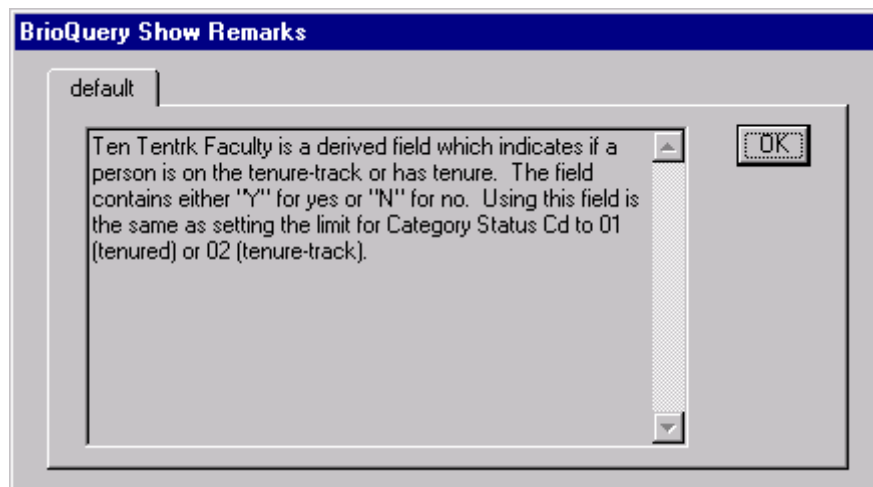 BrioQuery Show Remarks
default
Ten Tentrk Faculty is a derived field which indicates if a
person is on the tenure-track or has tenure.  The field
contains either "Y" for yes or "N" for no.  Using this field is
the same as setting the limit for Category Status Cd to 01
(tenured) or 02 (tenure-track).
OK